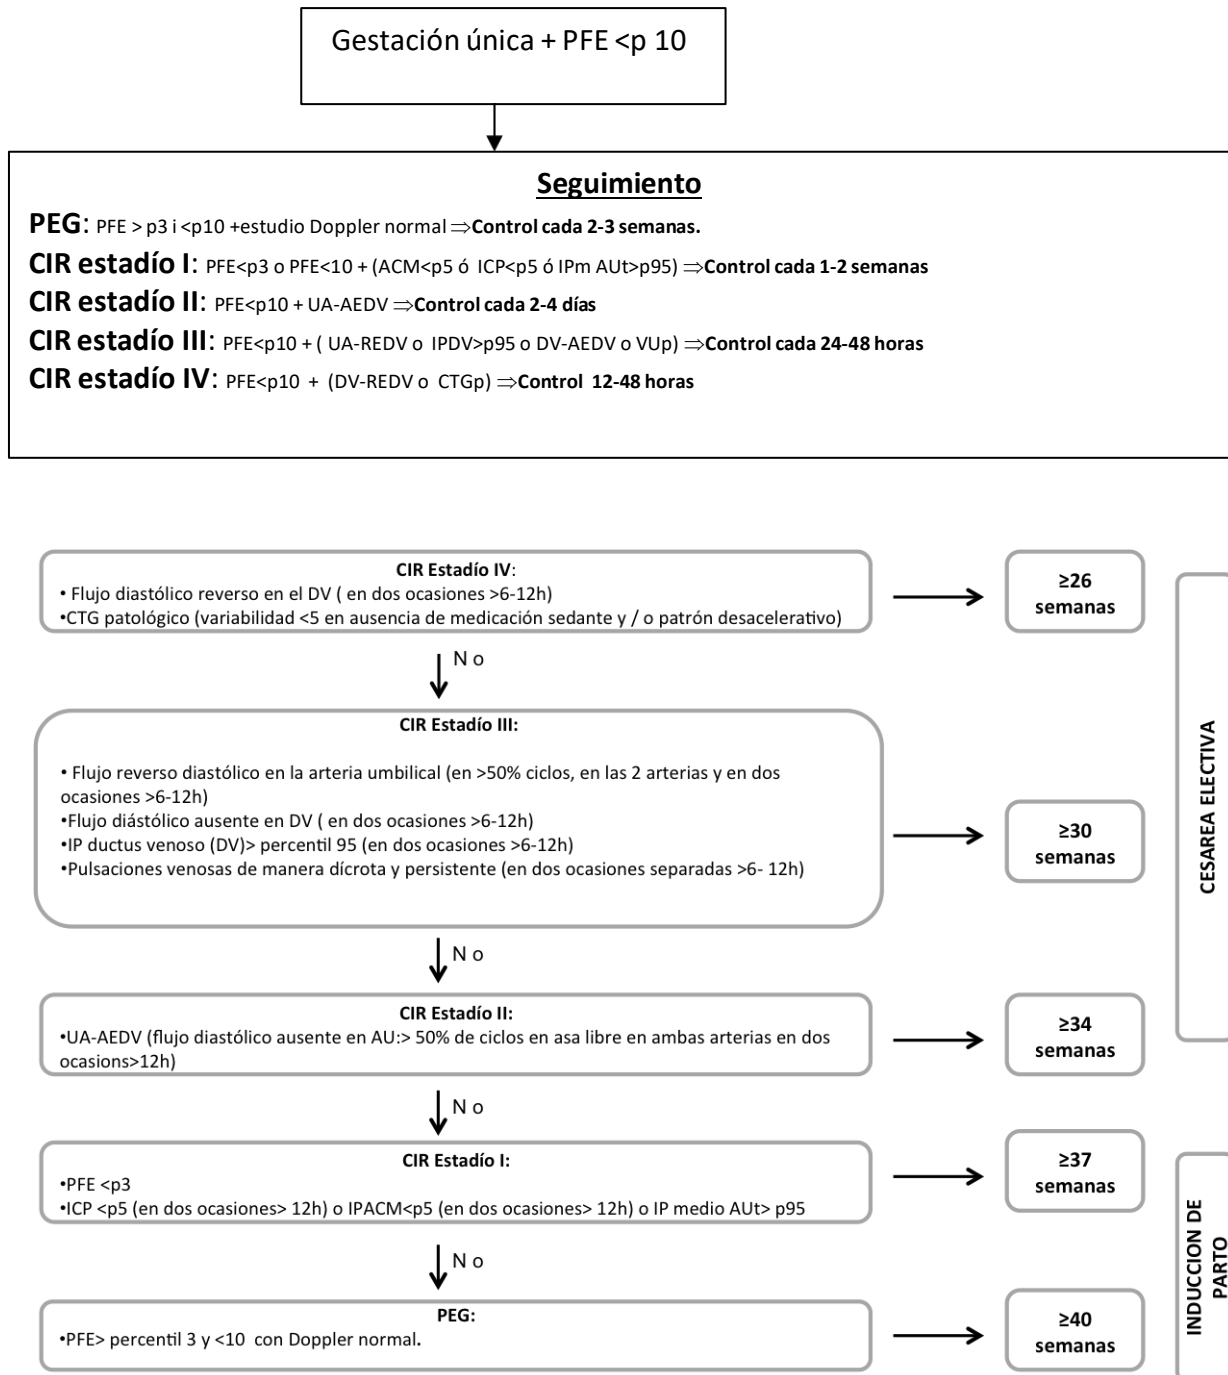 Gestación única + PFE <p 10
Seguimiento
PEG: PFE > p3 i <p10 +estudio Doppler normal ⇒Control cada 2-3 semanas.
CIR estadío I: PFE<p3 o PFE<10 + (ACM<p5 ó ICP<p5 ó IPm AUt>p95) ⇒Control cada 1-2 semanas
CIR estadío II: PFE<p10 + UA-AEDV ⇒Control cada 2-4 días
CIR estadío III: PFE<p10 + ( UA-REDV o IPDV>p95 o DV-AEDV o VUp) ⇒Control cada 24-48 horas
CIR estadío IV: PFE<p10 + (DV-REDV o CTGp) ⇒Control 12-48 horas
CIR Estadío IV:
• Flujo diastólico reverso en el DV ( en dos ocasiones >6-12h)
•CTG patológico (variabilidad <5 en ausencia de medicación sedante y / o patrón desacelerativo)
≥26
semanas
N o
CIR Estadío III:
• Flujo reverso diastólico en la arteria umbilical (en >50% ciclos, en las 2 arterias y en dos
ocasiones >6-12h)
•Flujo diástólico ausente en DV ( en dos ocasiones >6-12h)
•IP ductus venoso (DV)> percentil 95 (en dos ocasiones >6-12h)
•Pulsaciones venosas de manera dícrota y persistente (en dos ocasiones separadas >6- 12h)
≥30
semanas
N o
CIR Estadío II:
•UA-AEDV (flujo diastólico ausente en AU:> 50% de ciclos en asa libre en ambas arterias en dos
ocasions>12h)
≥34
semanas
CESAREA ELECTIVA
N o
CIR Estadío I:
•PFE <p3
•ICP <p5 (en dos ocasiones> 12h) o IPACM<p5 (en dos ocasiones> 12h) o IP medio AUt> p95
≥37
semanas
N o
PEG:
•PFE> percentil 3 y <10 con Doppler normal.
≥40
semanas
INDUCCION DE
PARTO